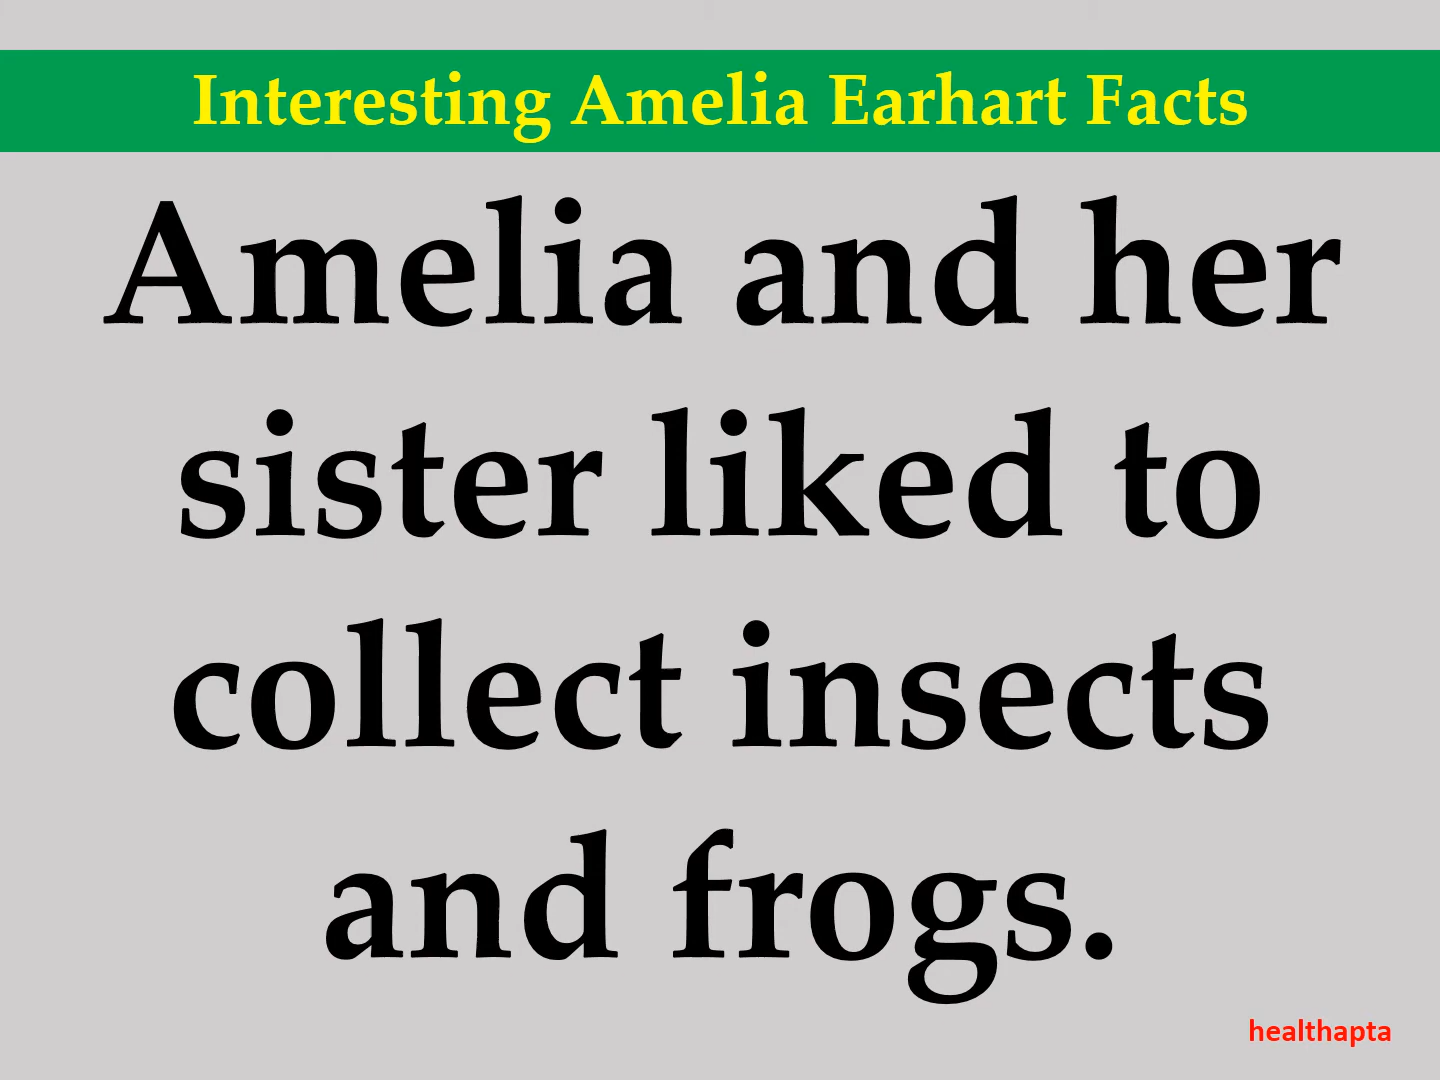 Interesting Amelia Earhart Facts
Amelia and her
sister liked to
collect insects
and frogs.
healthapta